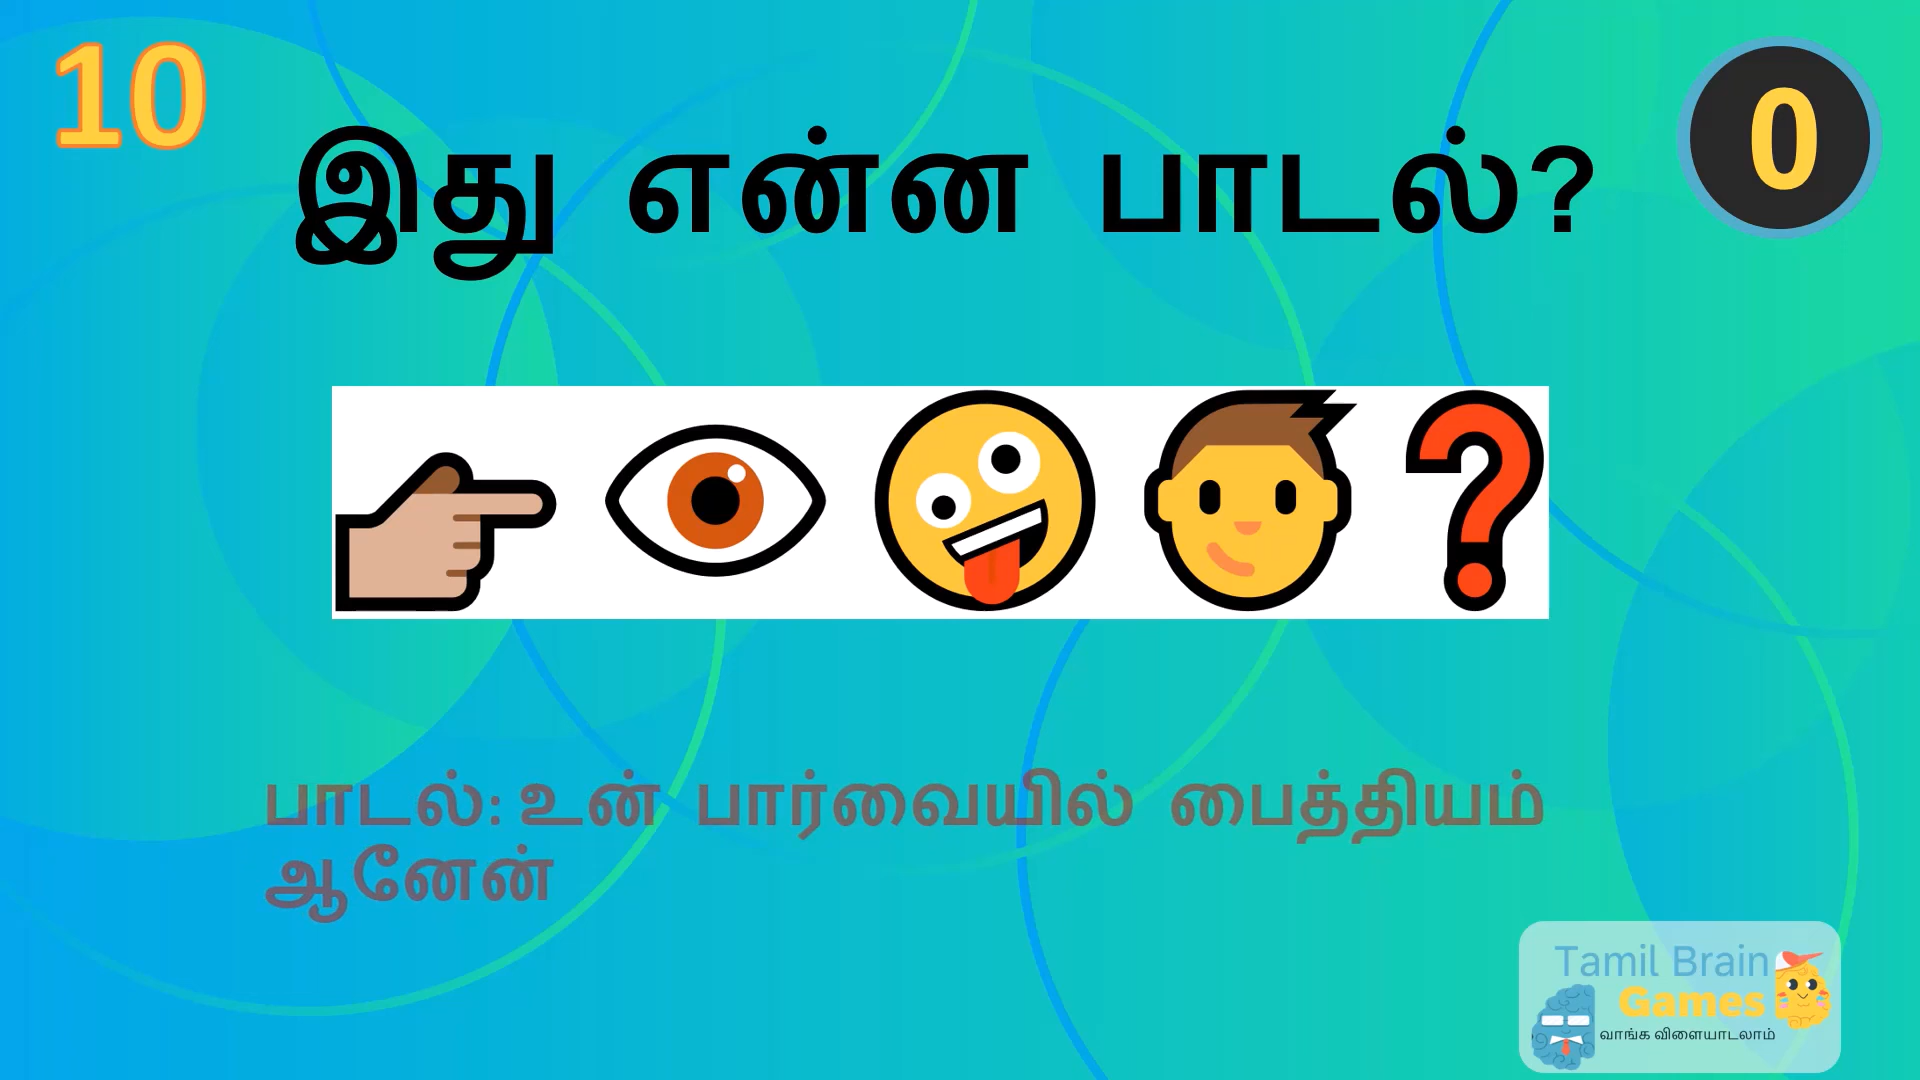 10
0
இது என்ன பாடல்?
பாடல்: உன் பார்வையில் பைத்தியம்
ஆனேன்
Tamil Brain
Games
வாங்க விளையாடலாம்